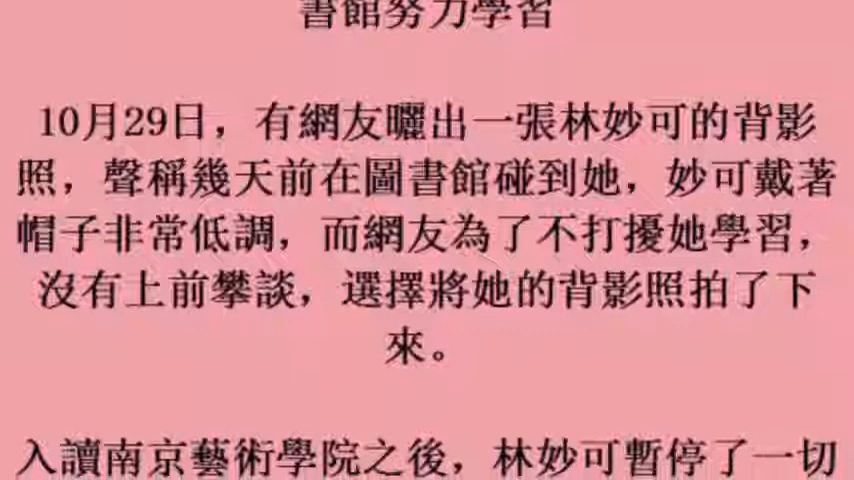 書館努力學習
10月29日，有網友曬出一張林妙可的背影
照，聲稱幾天前在圖書館碰到她，妙可戴著
帽子非常低調，而網友為了不打擾她學習，
沒有上前攀談，選擇將她的背影照拍了下
來。
入讀南京藝術學院之後，林妙可暫停了一切